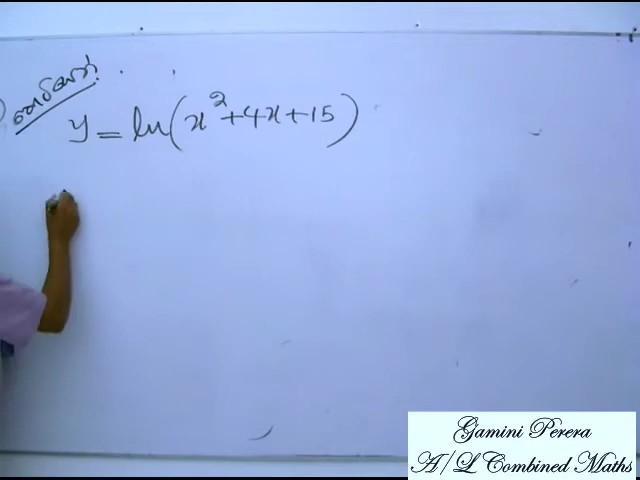 y = ln(x² + 4x + 15)
Gamini Perera
A/L Combined Maths